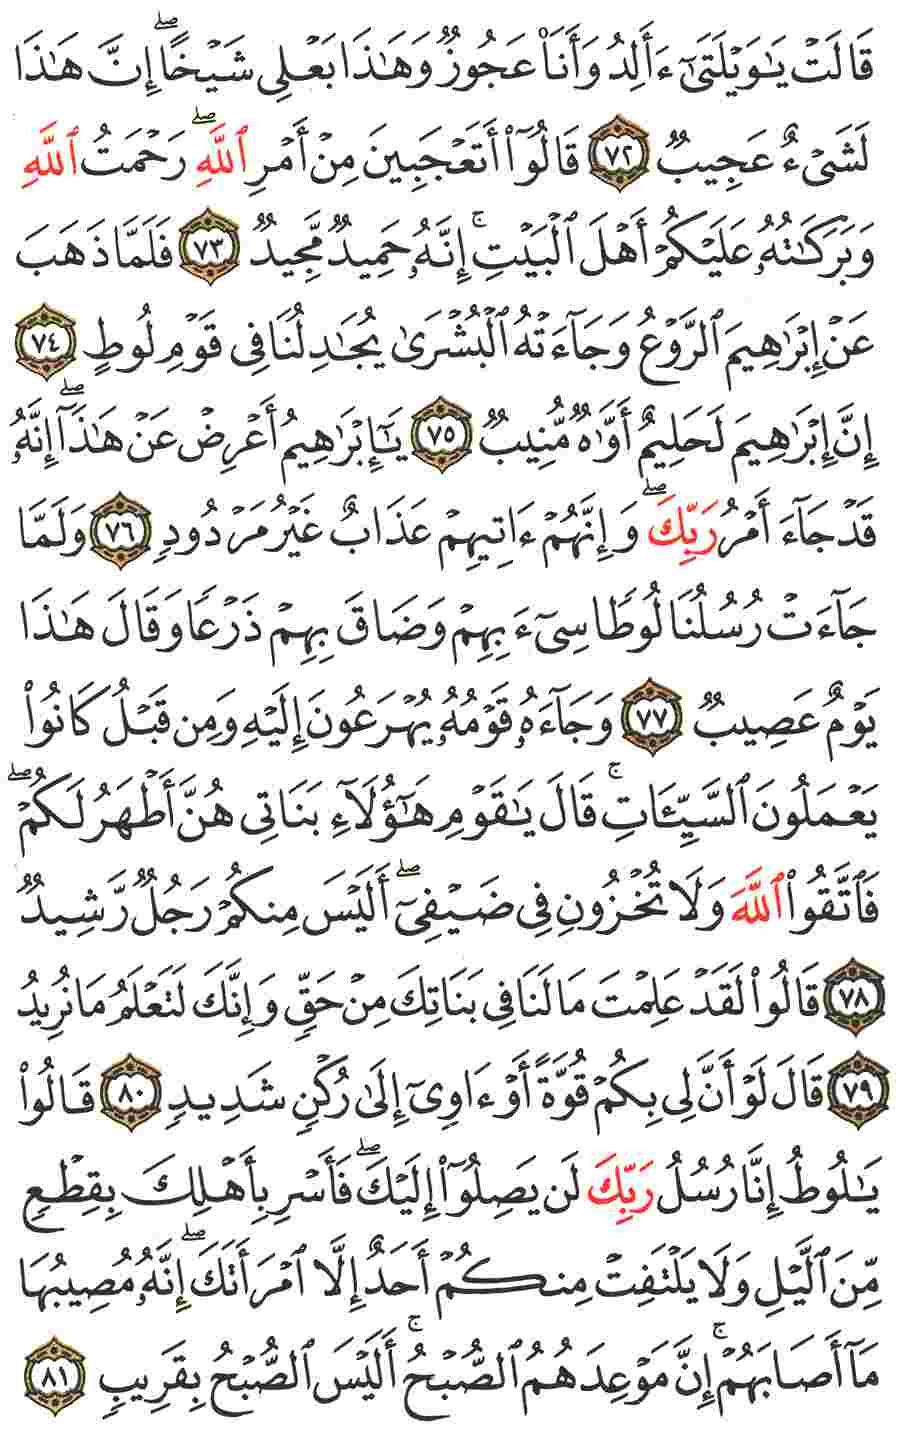 قَالَتْ يَـٰوَيْلَتَىٰٓ ءَأَلِدُ وَأَنَا۠ عَجُوزٌ وَهَـٰذَا بَعْلِى شَيْخًا ۖ إِنَّ هَـٰذَا
لَشَىْءٌ عَجِيبٌ ٧٢ قَالُوٓا۟ أَتَعْجَبِينَ مِنْ أَمْرِ ٱللَّهِ ۖ رَحْمَتُ ٱللَّهِ
وَبَرَكَـٰتُهُۥ عَلَيْكُمْ أَهْلَ ٱلْبَيْتِ ۚ إِنَّهُۥ حَمِيدٌ مَّجِيدٌ ٧٣ فَلَمَّا ذَهَبَ
عَنْ إِبْرَٰهِيمَ ٱلرَّوْعُ وَجَآءَتْهُ ٱلْبُشْرَىٰ يُجَـٰدِلُنَا فِى قَوْمِ لُوطٍ ٧٤
إِنَّ إِبْرَٰهِيمَ لَحَلِيمٌ أَوَّٰهٌ مُّنِيبٌ ٧٥ يَـٰٓإِبْرَٰهِيمُ أَعْرِضْ عَنْ هَـٰذَآ ۖ إِنَّهُۥ
قَدْ جَآءَ أَمْرُ رَبِّكَ ۖ وَإِنَّهُمْ ءَاتِيهِمْ عَذَابٌ غَيْرُ مَرْدُودٍ ٧٦ وَلَمَّا
جَآءَتْ رُسُلُنَا لُوطًا سِىٓءَ بِهِمْ وَضَاقَ بِهِمْ ذَرْعًا وَقَالَ هَـٰذَا
يَوْمٌ عَصِيبٌ ٧٧ وَجَآءَهُۥ قَوْمُهُۥ يُهْرَعُونَ إِلَيْهِ وَمِن قَبْلُ كَانُوا۟
يَعْمَلُونَ ٱلسَّيِّـَٔاتِ ۚ قَالَ يَـٰقَوْمِ هَـٰٓؤُلَآءِ بَنَاتِى هُنَّ أَطْهَرُ لَكُمْ ۖ
فَٱتَّقُوا۟ ٱللَّهَ وَلَا تُخْزُونِ فِى ضَيْفِىٓ ۖ أَلَيْسَ مِنكُمْ رَجُلٌ رَّشِيدٌ
٧٨ قَالُوا۟ لَقَدْ عَلِمْتَ مَا لَنَا فِى بَنَاتِكَ مِنْ حَقٍّ وَإِنَّكَ لَتَعْلَمُ مَا نُرِيدُ
٧٩ قَالَ لَوْ أَنَّ لِى بِكُمْ قُوَّةً أَوْ ءَاوِىٓ إِلَىٰ رُكْنٍ شَدِيدٍ ٨٠ قَالُوا۟
يَـٰلُوطُ إِنَّا رُسُلُ رَبِّكَ لَن يَصِلُوٓا۟ إِلَيْكَ ۖ فَأَسْرِ بِأَهْلِكَ بِقِطْعٍ
مِّنَ ٱلَّيْلِ وَلَا يَلْتَفِتْ مِنكُمْ أَحَدٌ إِلَّا ٱمْرَأَتَكَ ۖ إِنَّهُۥ مُصِيبُهَا
مَآ أَصَابَهُمْ ۚ إِنَّ مَوْعِدَهُمُ ٱلصُّبْحُ ۚ أَلَيْسَ ٱلصُّبْحُ بِقَرِيبٍ ٨١